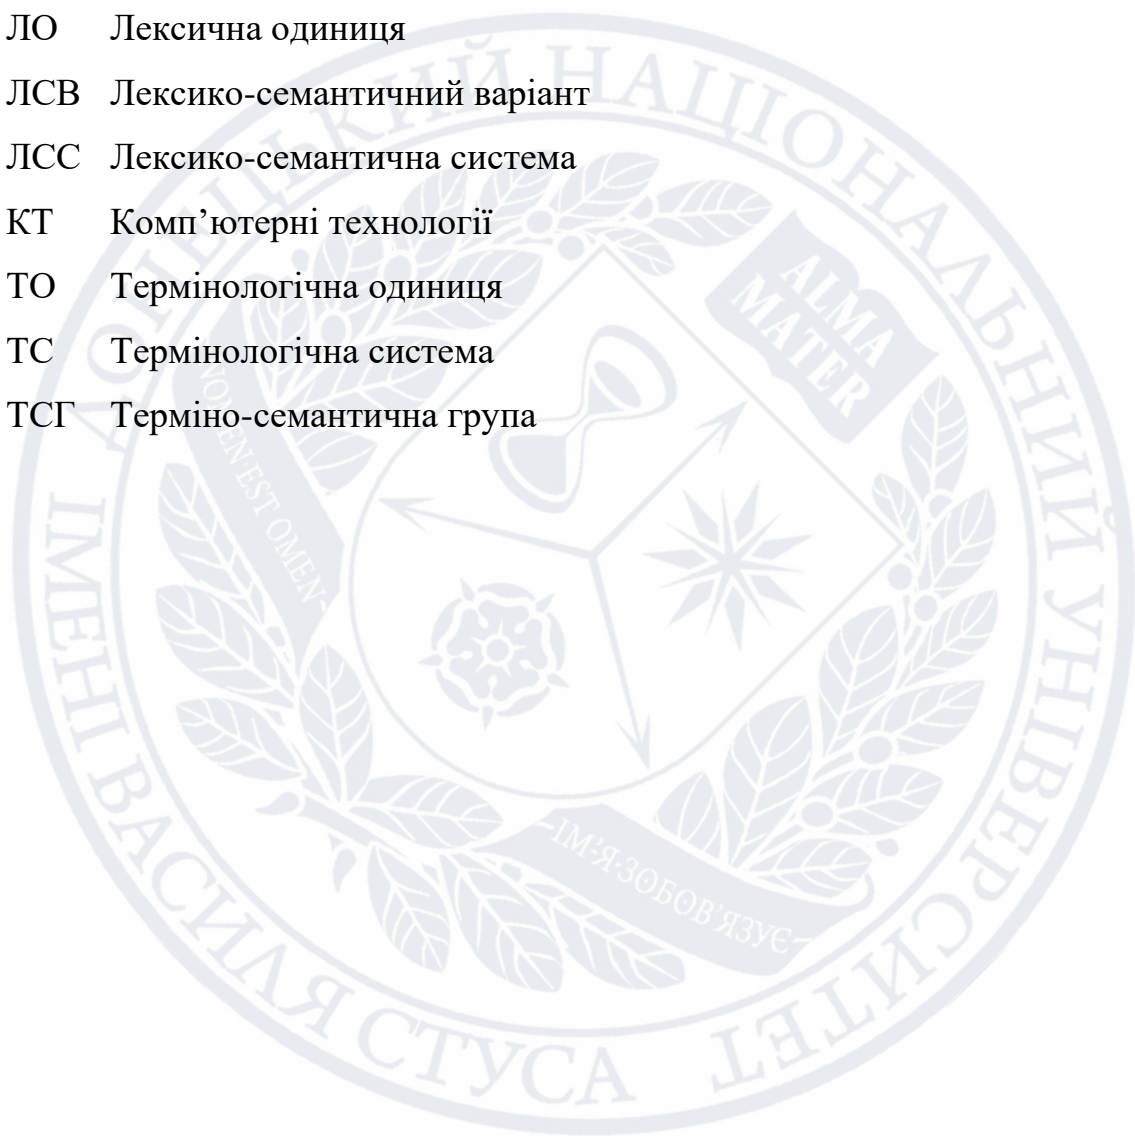 ЛО Лексична одиниця
ЛСВ Лексико-семантичний варіант
ЛСС Лексико-семантична система
КТ Комп’ютерні технології
ТО Термінологічна одиниця
ТС Термінологічна система
ТСГ Терміно-семантична група
ДОНЕЦЬКИЙ НАЦІОНАЛЬНИЙ УНІВЕРСИТЕТ
ІМЕНІ ВАСИЛЯ СТУСА
ALMA
MATER
NOMEN·EST OMEN
ІМ’Я·ЗОБОВ’ЯЗУЄ